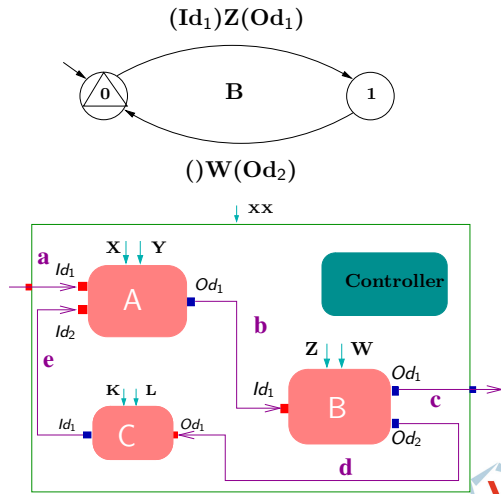 (Id₁)Z(Od₁)
0
B
1
()W(Od₂)
XX
a
Id₁
X Y
A
Od₁
Controller
Id₂
b
e
Z W
Od₁
K L
Id₁
B
c
Id₁
C
Od₁
Od₂
d